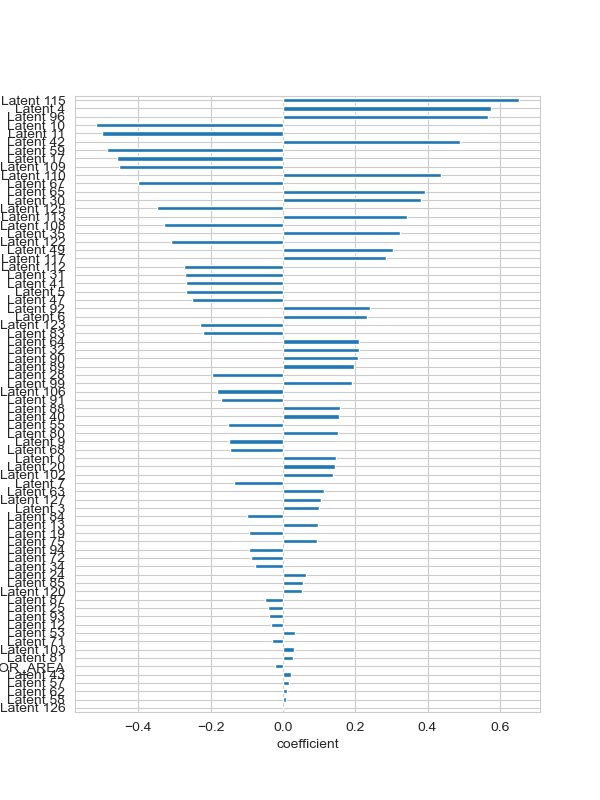 Latent 115
Latent 4
Latent 96
Latent 10
Latent 11
Latent 42
Latent 59
Latent 17
Latent 109
Latent 110
Latent 67
Latent 65
Latent 30
Latent 125
Latent 113
Latent 108
Latent 35
Latent 122
Latent 49
Latent 117
Latent 112
Latent 31
Latent 41
Latent 5
Latent 47
Latent 92
Latent 6
Latent 123
Latent 83
Latent 64
Latent 32
Latent 90
Latent 89
Latent 28
Latent 99
Latent 106
Latent 91
Latent 88
Latent 40
Latent 55
Latent 80
Latent 9
Latent 68
Latent 0
Latent 20
Latent 102
Latent 7
Latent 63
Latent 127
Latent 3
Latent 84
Latent 13
Latent 19
Latent 75
Latent 94
Latent 72
Latent 34
Latent 24
Latent 85
Latent 120
Latent 87
Latent 25
Latent 93
Latent 12
Latent 53
Latent 71
Latent 103
Latent 81
OR_AREA
Latent 43
Latent 57
Latent 62
Latent 58
Latent 126
−0.4 −0.2 0.0 0.2 0.4 0.6
coefficient